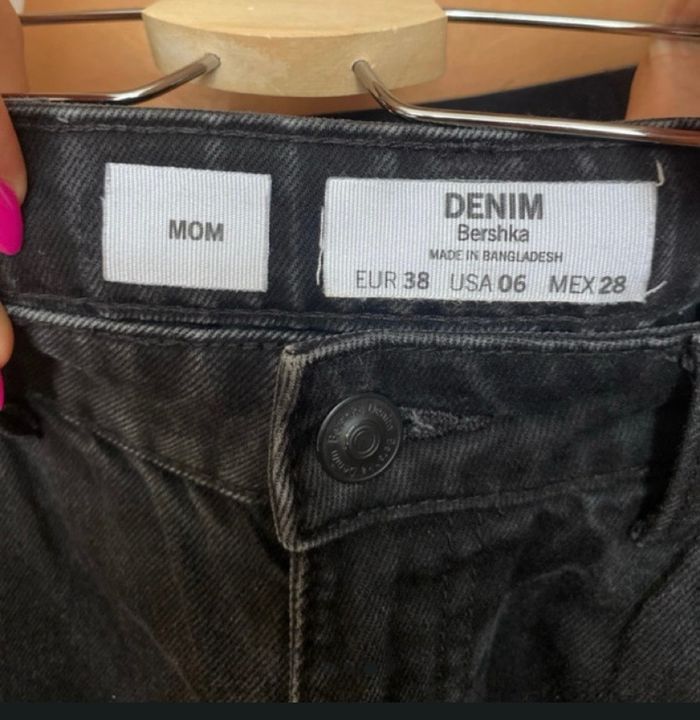 MOM
DENIM
Bershka
MADE IN BANGLADESH
EUR 38 USA 06 MEX 28